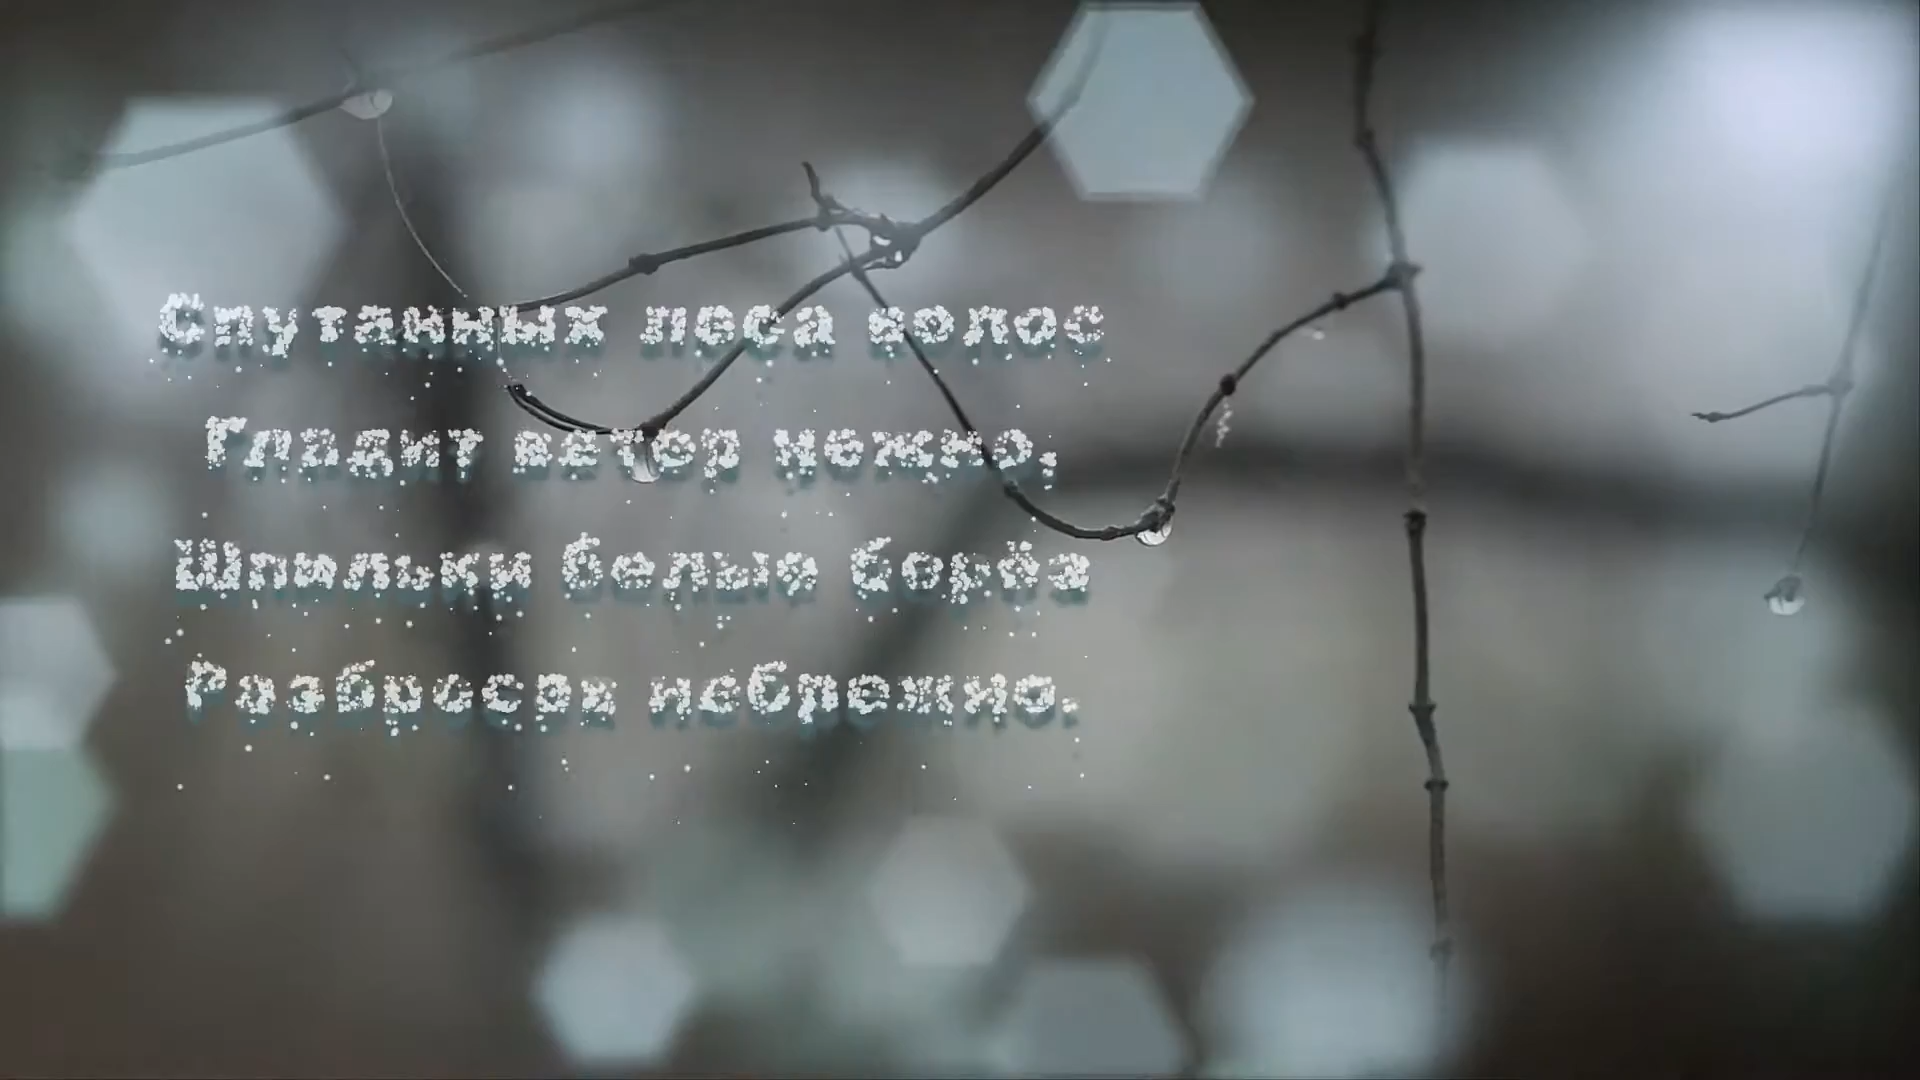 Спутанных леса волос
Гладит ветер нежно,
Шпильки белые берёз
Разбросав небрежно.